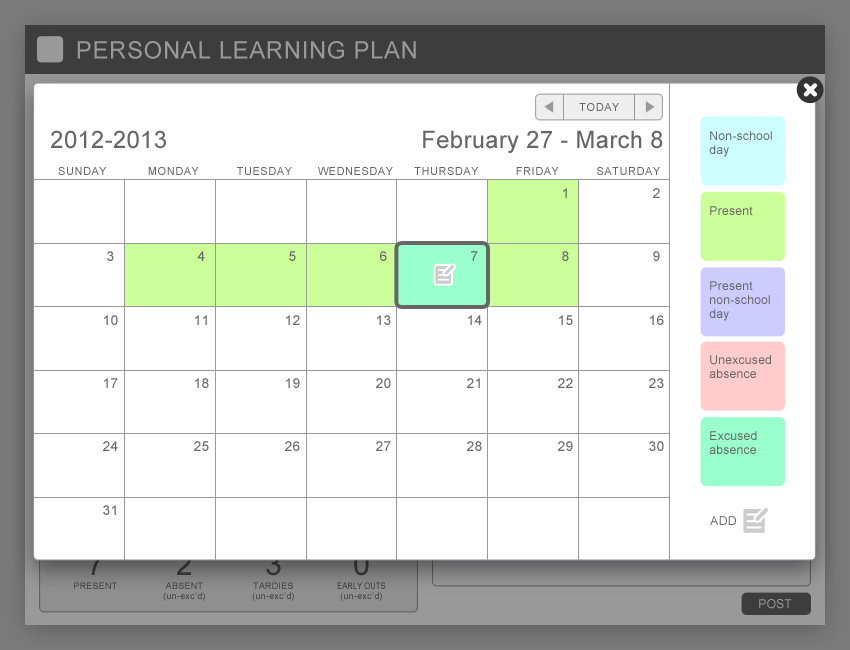 PERSONAL LEARNING PLAN
TODAY
2012-2013
February 27 - March 8
SUNDAY MONDAY TUESDAY WEDNESDAY THURSDAY FRIDAY SATURDAY
1 2
3 4 5 6 7 8 9
10 11 12 13 14 15 16
17 18 19 20 21 22 23
24 25 26 27 28 29 30
31
Non-school
day
Present
Present
non-school
day
Unexcused
absence
Excused
absence
ADD
7 2 3 0
PRESENT ABSENT TARDIES EARLY OUTS
(un-exc'd) (un-exc'd) (un-exc'd)
POST